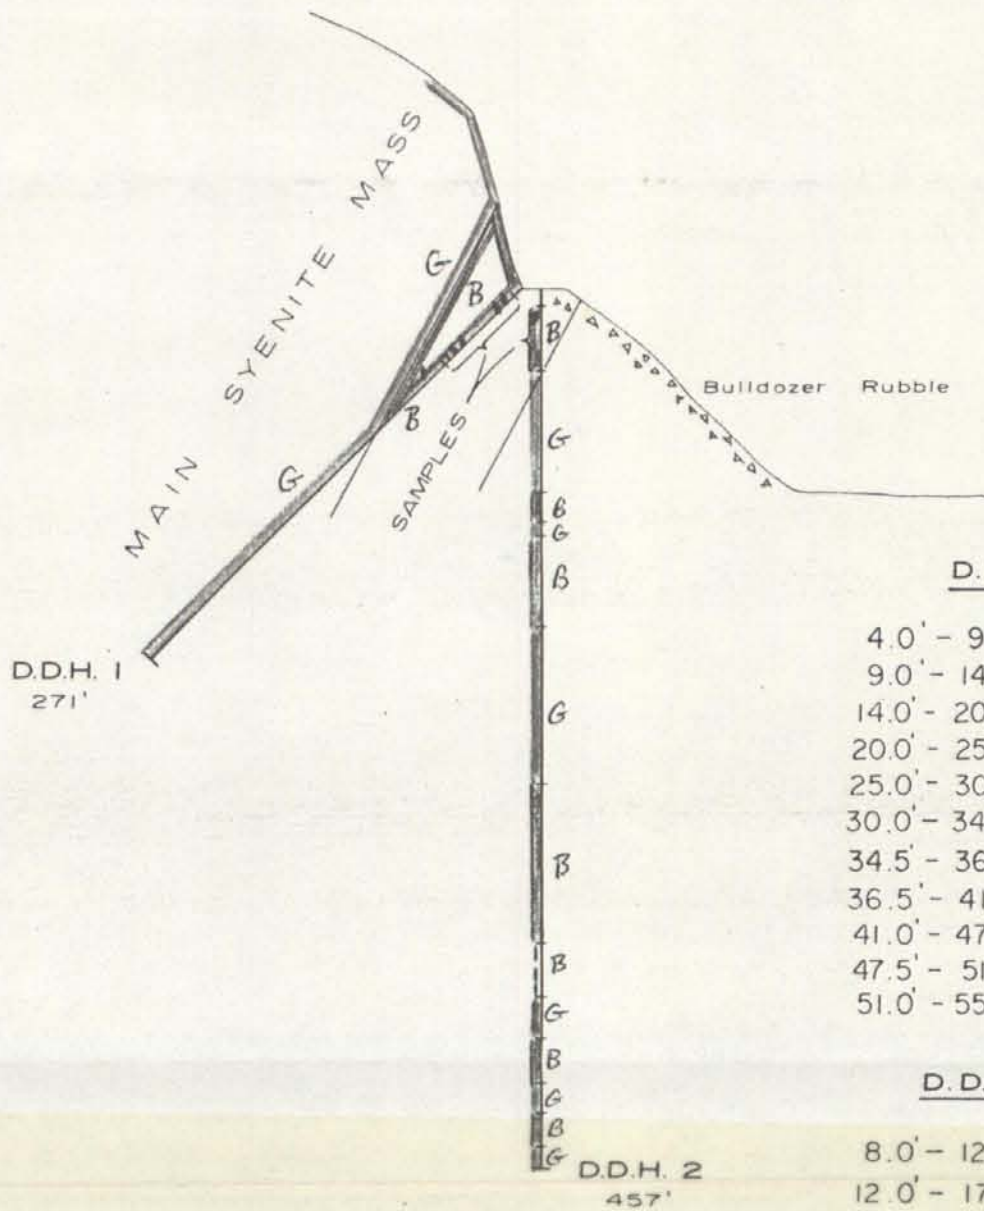 MAIN SYENITE MASS
G
B
B
G
SAMPLES
Bulldozer Rubble
B
G
B
G
B
G
B
B
G
B
G
B
G
D.D.H. 1
271'
D.D.H. 2
457'
D.
4.0' - 9
9.0' - 14
14.0' - 20
20.0' - 25
25.0' - 30
30.0' - 34
34.5' - 36
36.5' - 41
41.0' - 47
47.5' - 51
51.0' - 55
D. D.
8.0' - 12
12.0' - 17